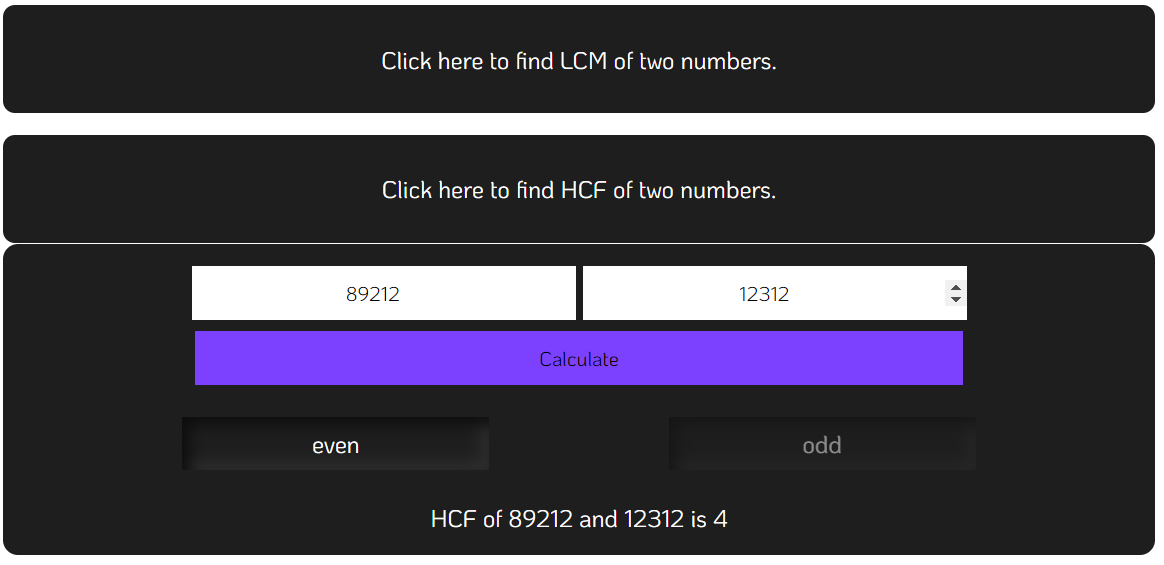 Click here to find LCM of two numbers.
Click here to find HCF of two numbers.
89212 12312
Calculate
even odd
HCF of 89212 and 12312 is 4